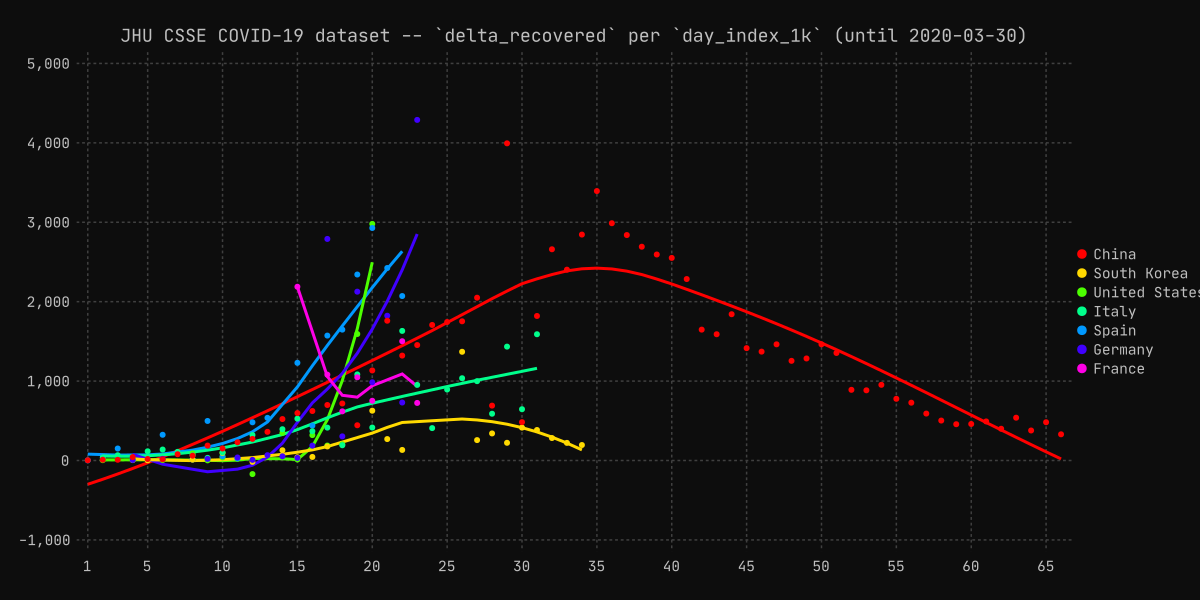 JHU CSSE COVID-19 dataset -- `delta_recovered` per `day_index_1k` (until 2020-03-30)
5,000
4,000
3,000
2,000
1,000
0
-1,000
1 5 10 15 20 25 30 35 40 45 50 55 60 65
China
South Korea
United States
Italy
Spain
Germany
France